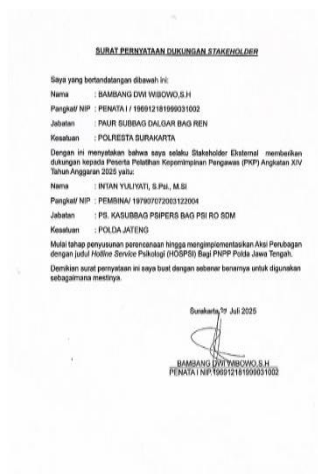 SURAT PERNYATAAN DUKUNGAN STAKEHOLDER
Saya yang bertandatangan dibawah ini:
Nama : BAMBANG DWI WIBOWO,S.H
Pangkat/ NIP : PENATA I / 196912181999031002
Jabatan : PAUR SUBBAG DALGAR BAG REN
Kesatuan : POLRESTA SURAKARTA
Dengan ini menyatakan bahwa saya selaku Stakeholder Eksternal memberikan
dukungan kepada Peserta Pelatihan Kepemimpinan Pengawas (PKP) Angkatan XIV
Tahun Anggaran 2025 yaitu:
Nama : INTAN YULIYATI, S.Psi., M.SI
Pangkat/ NIP : PEMBINA/ 197907072003122004
Jabatan : PS. KASUBBAG PSIPERS BAG PSI RO SDM
Kesatuan : POLDA JATENG
Mulai tahap penyusunan perencanaan hingga mengimplementasikan Aksi Perubagan
dengan judul Hotline Service Psikologi (HOSPSI) Bagi PNPP Polda Jawa Tengah.
Demikian surat pernyataan ini saya buat dengan sebenar benarnya untuk digunakan
sebagaimana mestinya.
Surakarta, Juli 2025
BAMBANG DWI WIBOWO,S.H
PENATA I NIP.196912181999031002